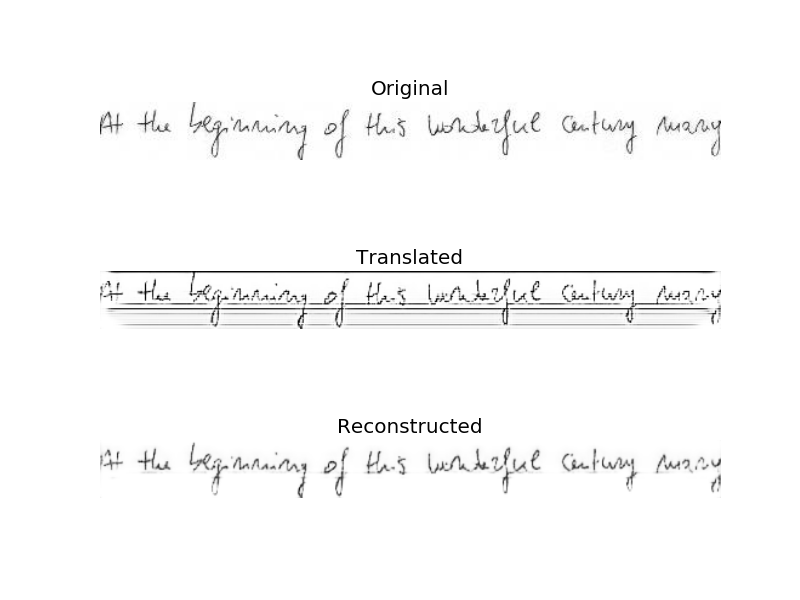 Original
At the beginning of this wonderful century many
Translated
At the beginning of this wonderful century many
Reconstructed
At the beginning of this wonderful century many